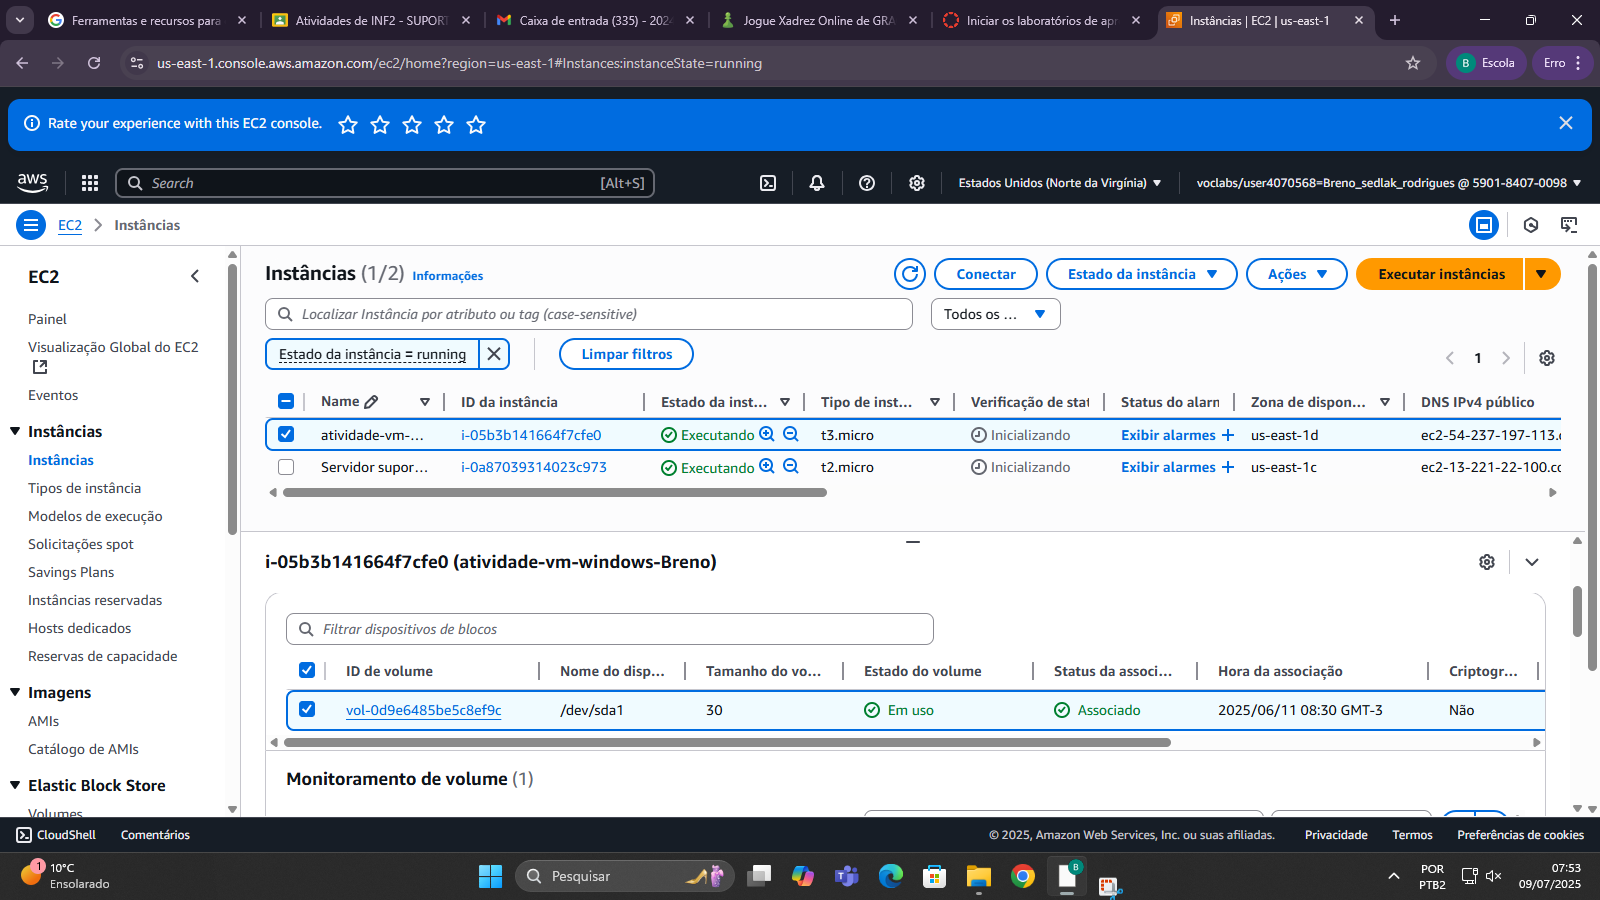 Ferramentas e recursos para
Atividades de INF2 - SUPORT
Caixa de entrada (335) - 2024
Jogue Xadrez Online de GRA
Iniciar os laboratórios de apr
Instâncias | EC2 | us-east-1
us-east-1.console.aws.amazon.com/ec2/home?region=us-east-1#Instances:instanceState=running
B Escola
Erro
Rate your experience with this EC2 console.
aws
Search [Alt+S]
Estados Unidos (Norte da Virgínia)
voclabs/user4070568=Breno_sedlak_rodrigues @ 5901-8407-0098
EC2
Instâncias
EC2
Painel
Visualização Global do EC2
Eventos
Instâncias
Instâncias
Tipos de instância
Modelos de execução
Solicitações spot
Savings Plans
Instâncias reservadas
Hosts dedicados
Reservas de capacidade
Imagens
AMIs
Catálogo de AMIs
Elastic Block Store
Volumes
Instâncias (1/2) Informações
Conectar
Estado da instância
Ações
Executar instâncias
Localizar Instância por atributo ou tag (case-sensitive)
Todos os ...
Estado da instância = running
Limpar filtros
1
Name ID da instância Estado da inst... Tipo de inst... Verificação de stat Status do alarn Zona de dispon... DNS IPv4 público
atividade-vm-... i-05b3b141664f7cfe0 Executando t3.micro Inicializando Exibir alarmes + us-east-1d ec2-54-237-197-113.c
Servidor supor... i-0a87039314023c973 Executando t2.micro Inicializando Exibir alarmes + us-east-1c ec2-13-221-22-100.cc
i-05b3b141664f7cfe0 (atividade-vm-windows-Breno)
Filtrar dispositivos de blocos
ID de volume Nome do disp... Tamanho do vo... Estado do volume Status da associ... Hora da associação Criptogr...
vol-0d9e6485be5c8ef9c /dev/sda1 30 Em uso Associado 2025/06/11 08:30 GMT-3 Não
Monitoramento de volume (1)
CloudShell
Comentários
© 2025, Amazon Web Services, Inc. ou suas afiliadas.
Privacidade
Termos
Preferências de cookies
1
10°C
Ensolarado
Pesquisar
B
POR
PTB2
07:53
09/07/2025